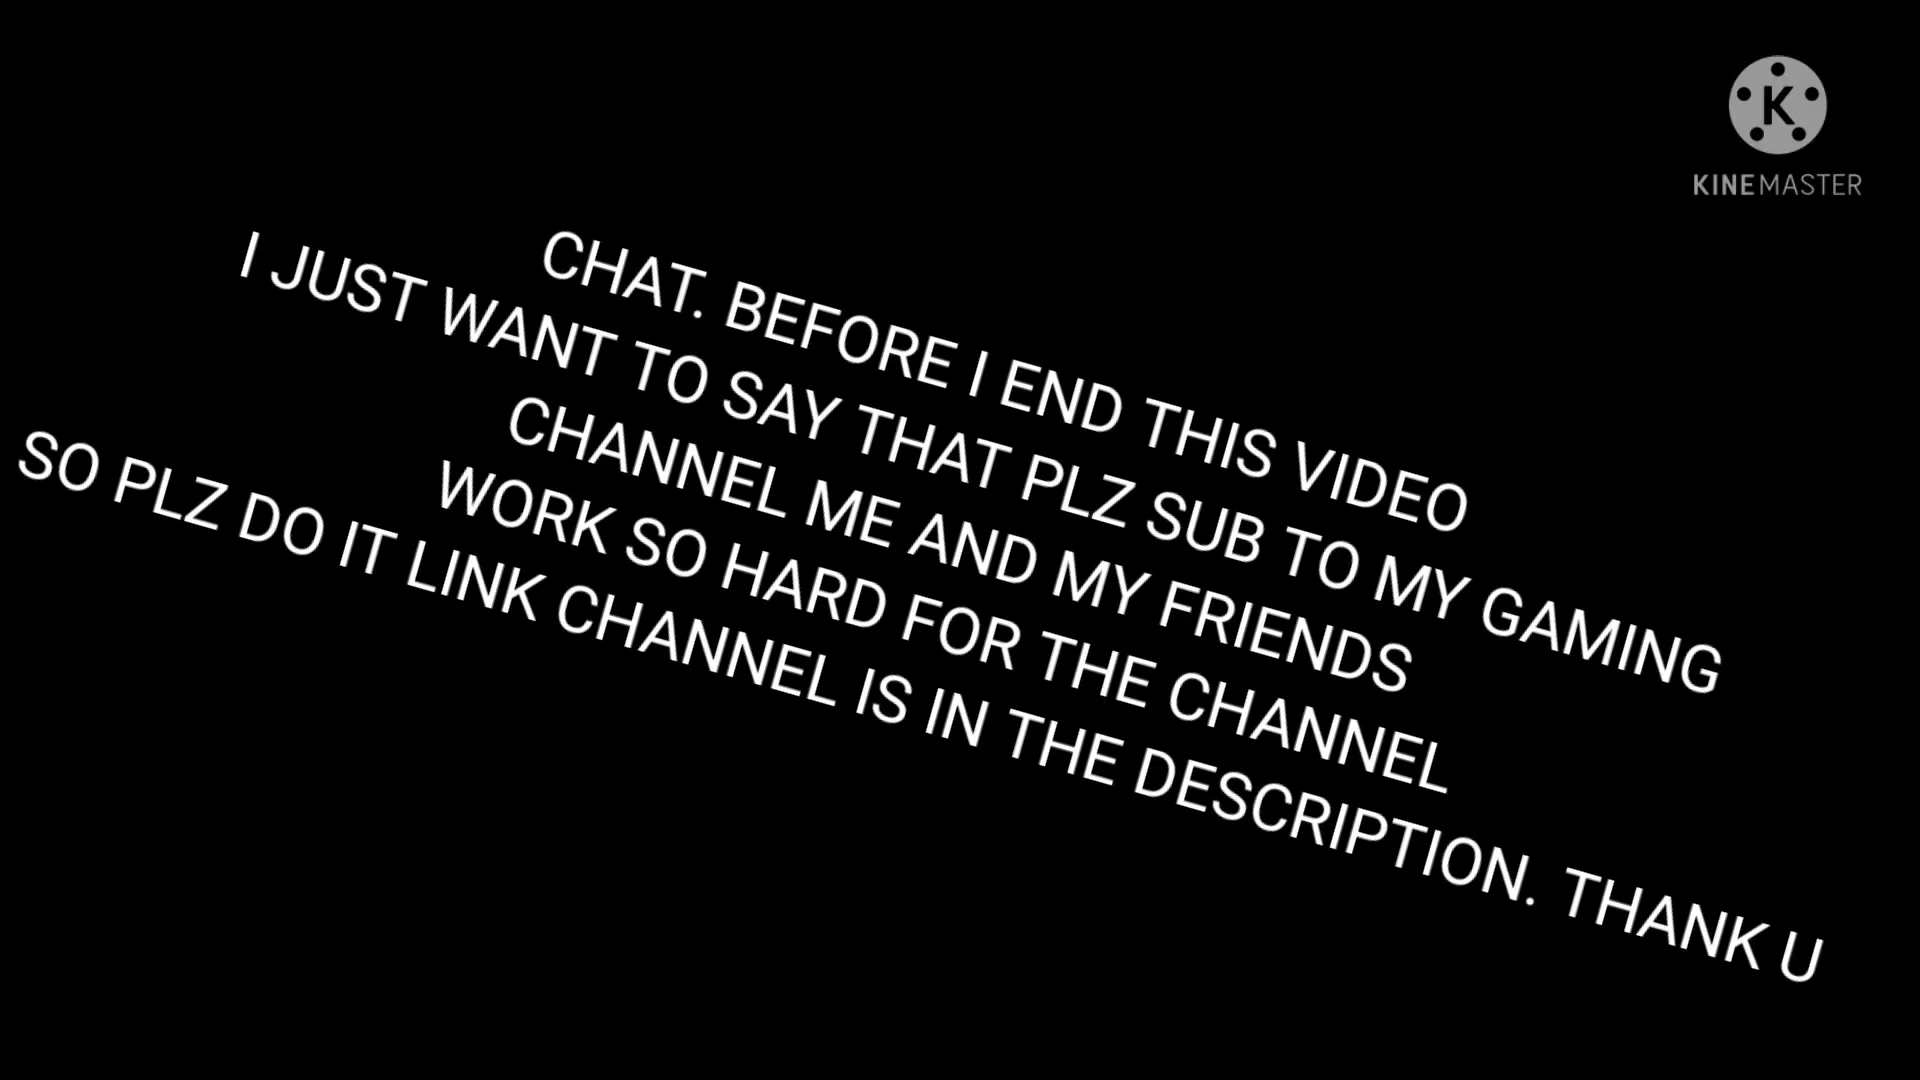 K
KINEMASTER
CHAT. BEFORE I END THIS VIDEO
I JUST WANT TO SAY THAT PLZ SUB TO MY GAMING
CHANNEL ME AND MY FRIENDS
WORK SO HARD FOR THE CHANNEL
SO PLZ DO IT LINK CHANNEL IS IN THE DESCRIPTION. THANK U